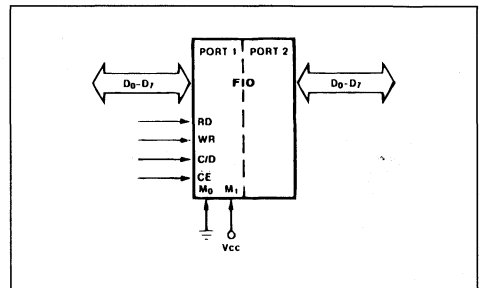 PORT 1 PORT 2
FIO
D0-D7
D0-D7
RD
WR
C/D
CE
M0 M1
Vcc